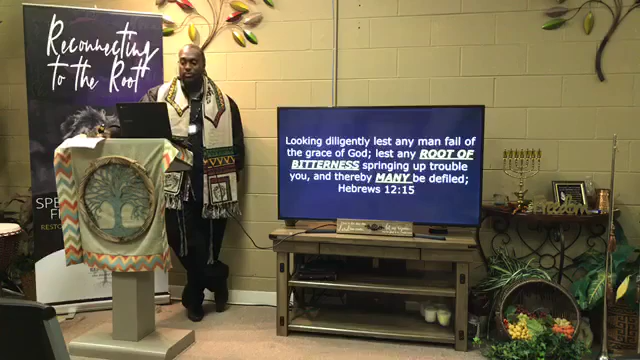 Reconnecting
to the Root
Looking diligently lest any man fail of
the grace of God; lest any ROOT OF
BITTERNESS springing up trouble
you, and thereby MANY be defiled;
Hebrews 12:15
Freedom